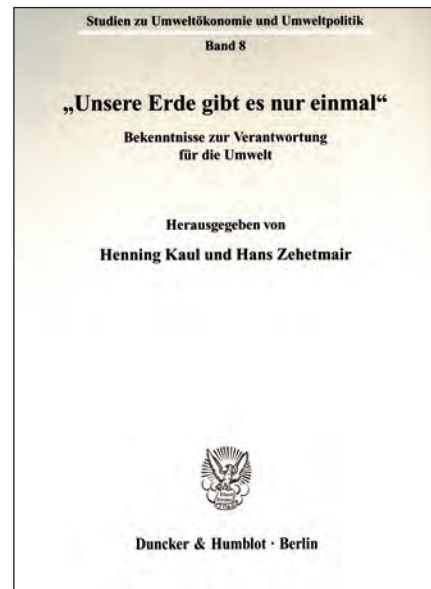 Studien zu Umweltökonomie und Umweltpolitik
Band 8
„Unsere Erde gibt es nur einmal“
Bekenntnisse zur Verantwortung
für die Umwelt
Herausgegeben von
Henning Kaul und Hans Zehetmair
Duncker & Humblot · Berlin